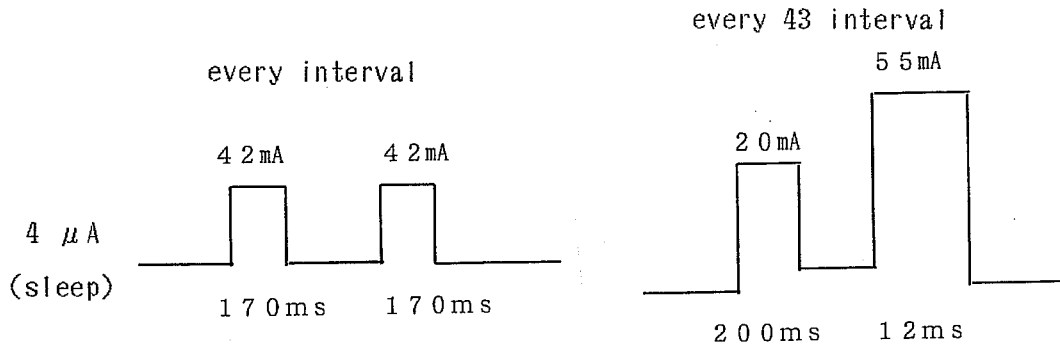 every interval
42mA 42mA
4 μA
(sleep)
170ms 170ms
every 43 interval
55mA
20mA
200ms 12ms